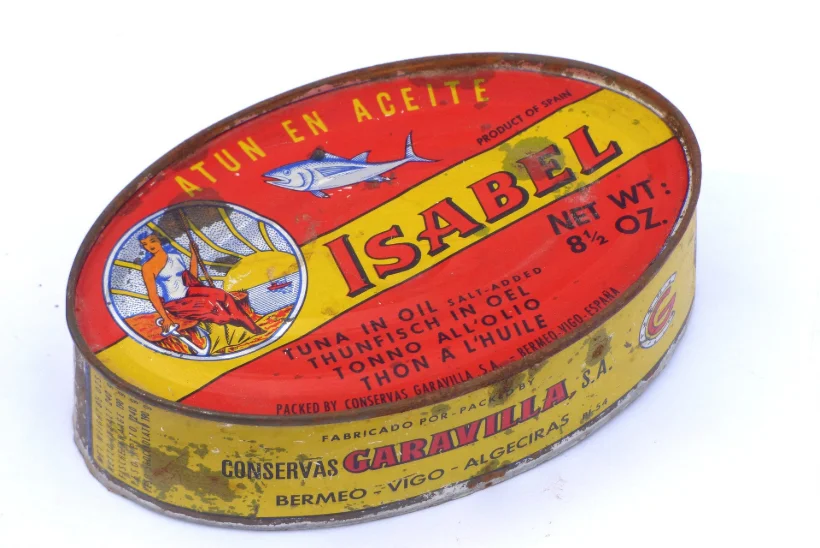 ATUN EN ACEITE
PRODUCT OF SPAIN
ISABEL
NET WT:
8½ OZ.
TUNA IN OIL SALT-ADDED
THUNFISCH IN OEL
TONNO ALL'OLIO
THON A L'HUILE
PACKED BY CONSERVAS GARAVILLA S.A. - BERMEO-VIGO-ESPAÑA
FABRICADO POR - PACKED BY
CONSERVAS GARAVILLA, S.A.
BERMEO - VIGO - ALGECIRAS
G